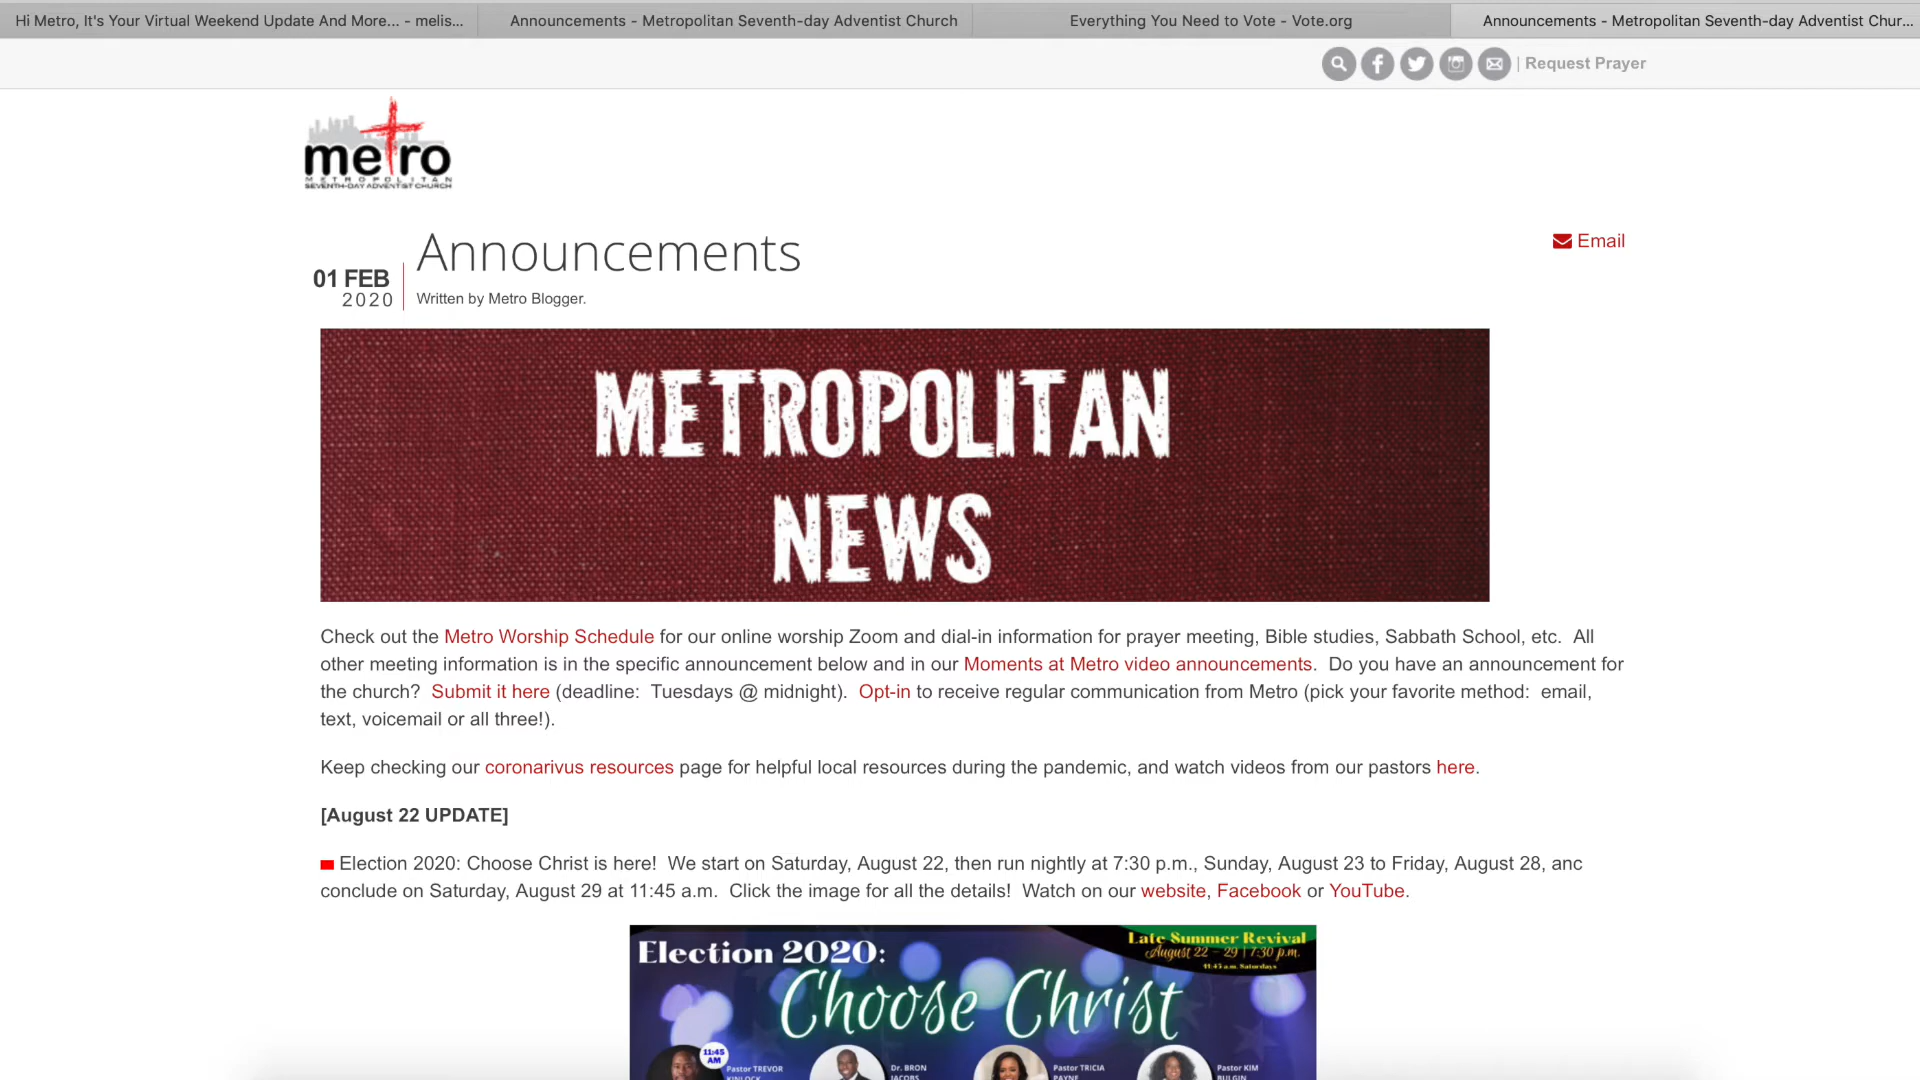 Hi Metro, It's Your Virtual Weekend Update And More... - melis...
Announcements - Metropolitan Seventh-day Adventist Church
Everything You Need to Vote - Vote.org
Announcements - Metropolitan Seventh-day Adventist Chur...
| Request Prayer
metro
METROPOLITAN
SEVENTH-DAY ADVENTIST CHURCH
Announcements
Email
01 FEB
2020
Written by Metro Blogger.
METROPOLITAN
NEWS
Check out the Metro Worship Schedule for our online worship Zoom and dial-in information for prayer meeting, Bible studies, Sabbath School, etc. All
other meeting information is in the specific announcement below and in our Moments at Metro video announcements. Do you have an announcement for
the church? Submit it here (deadline: Tuesdays @ midnight). Opt-in to receive regular communication from Metro (pick your favorite method: email,
text, voicemail or all three!).
Keep checking our coronarivus resources page for helpful local resources during the pandemic, and watch videos from our pastors here.
[August 22 UPDATE]
Election 2020: Choose Christ is here! We start on Saturday, August 22, then run nightly at 7:30 p.m., Sunday, August 23 to Friday, August 28, anc
conclude on Saturday, August 29 at 11:45 a.m. Click the image for all the details! Watch on our website, Facebook or YouTube.
Election 2020:
Late Summer Revival
August 22 - 29 | 7:30 p.m.
11:45 a.m. Saturdays
Choose Christ
11:45
AM
Pastor TREVOR
KINLOCK
Dr. BRON
JACOBS
Pastor TRICIA
PAYNE
Pastor KIM
BULGIN